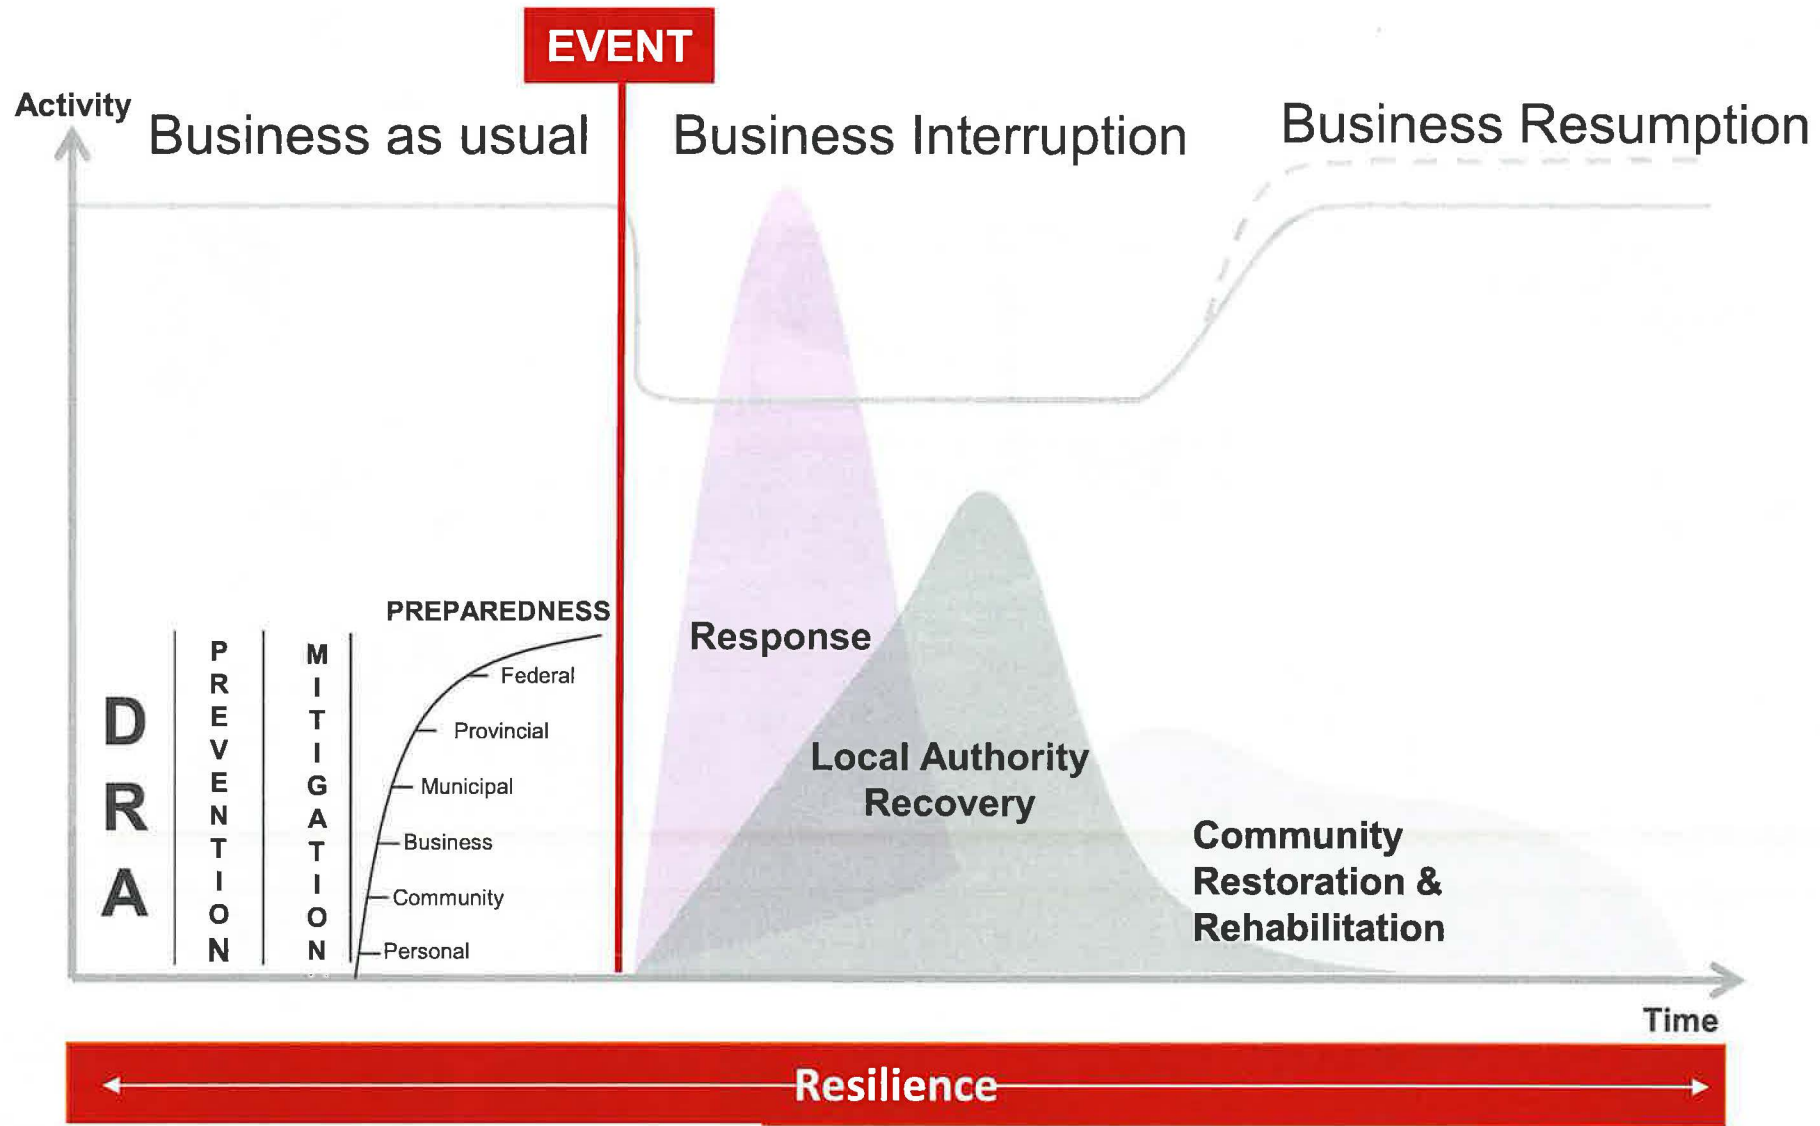 EVENT
Activity
Business as usual
Business Interruption
Business Resumption
PREPAREDNESS
Federal
Provincial
Municipal
Business
Community
Personal
DRA
PREVENTION
MITIGATION
Response
Local Authority
Recovery
Community
Restoration &
Rehabilitation
Time
Resilience